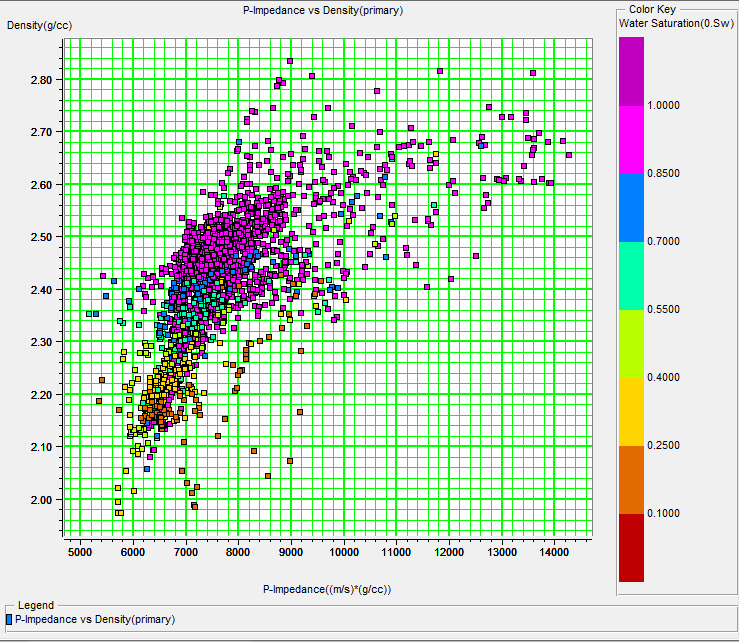 P-Impedance vs Density(primary)
Density(g/cc)
2.80
2.70
2.60
2.50
2.40
2.30
2.20
2.10
2.00
5000 6000 7000 8000 9000 10000 11000 12000 13000 14000
P-Impedance((m/s)*(g/cc))
Color Key
Water Saturation(0.Sw)
1.0000
0.8500
0.7000
0.5500
0.4000
0.2500
0.1000
Legend
P-Impedance vs Density(primary)